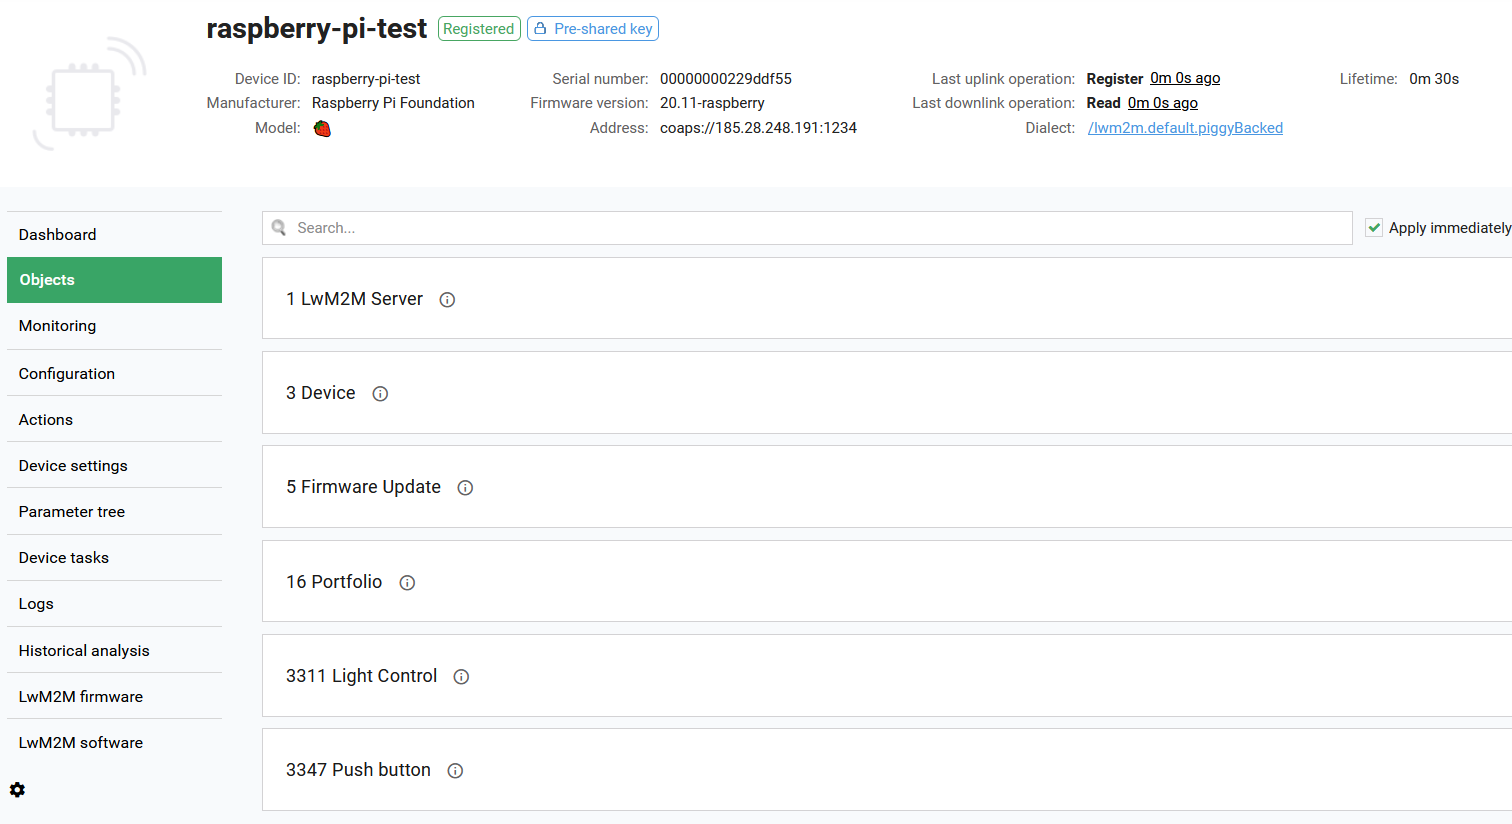 raspberry-pi-test Registered Pre-shared key
Device ID: raspberry-pi-test Serial number: 00000000229ddf55 Last uplink operation: Register 0m 0s ago Lifetime: 0m 30s
Manufacturer: Raspberry Pi Foundation Firmware version: 20.11-raspberry Last downlink operation: Read 0m 0s ago
Model: Address: coaps://185.28.248.191:1234 Dialect: /lwm2m.default.piggyBacked
Dashboard
Objects
Monitoring
Configuration
Actions
Device settings
Parameter tree
Device tasks
Logs
Historical analysis
LwM2M firmware
LwM2M software
Search... Apply immediately
1 LwM2M Server
3 Device
5 Firmware Update
16 Portfolio
3311 Light Control
3347 Push button